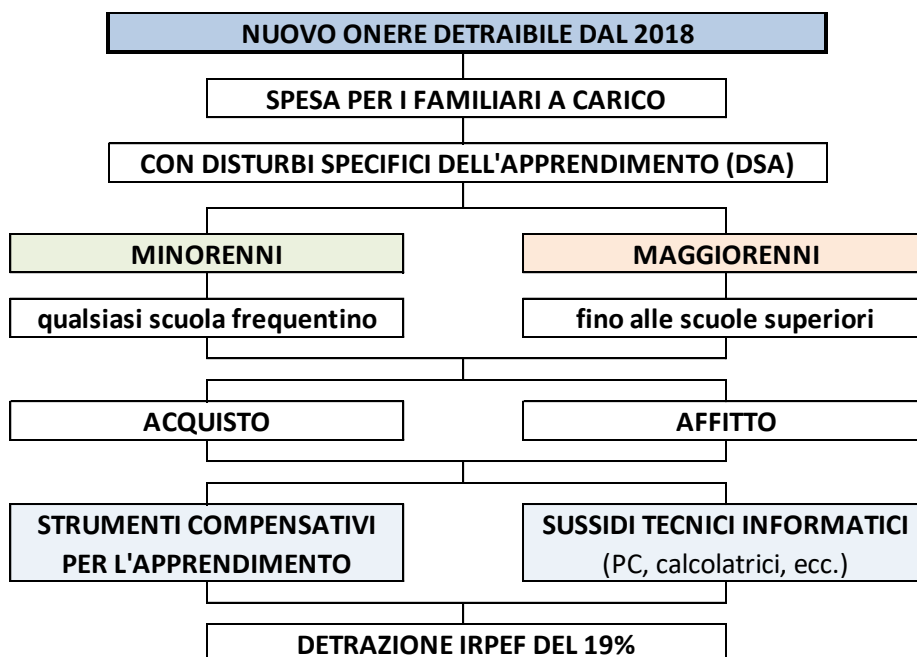 NUOVO ONERE DETRAIBILE DAL 2018
SPESA PER I FAMILIARI A CARICO
CON DISTURBI SPECIFICI DELL'APPRENDIMENTO (DSA)
MINORENNI
MAGGIORENNI
qualsiasi scuola frequentino
fino alle scuole superiori
ACQUISTO
AFFITTO
STRUMENTI COMPENSATIVI
PER L'APPRENDIMENTO
SUSSIDI TECNICI INFORMATICI
(PC, calcolatrici, ecc.)
DETRAZIONE IRPEF DEL 19%